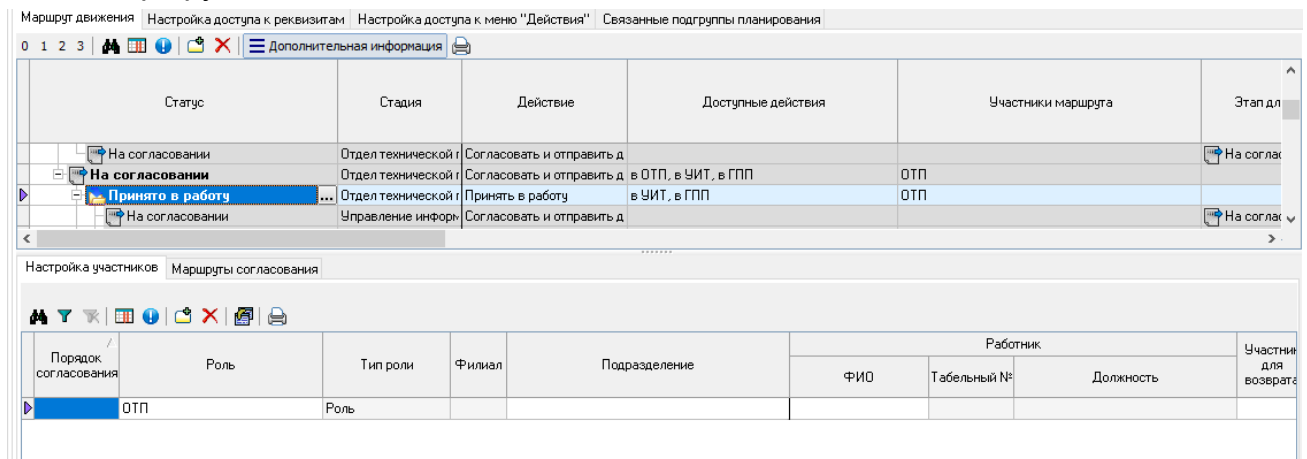 Маршрут движения Настройка доступа к реквизитам Настройка доступа к меню "Действия" Связанные подгруппы планирования
0 1 2 3 Дополнительная информация
Статус Стадия Действие Доступные действия Участники маршрута Этап дл
На согласовании Отдел технической г Согласовать и отправить д На соглас
На согласовании Отдел технической г Согласовать и отправить д в ОТП, в УИТ, в ГПП ОТП
Принято в работу ... Отдел технической г Принять в работу в УИТ, в ГПП ОТП
На согласовании Управление информ Согласовать и отправить д На соглас
Настройка участников Маршруты согласования
Порядок согласования Роль Тип роли Филиал Подразделение Работник Участник для возврата
ФИО Табельный № Должность
ОТП Роль